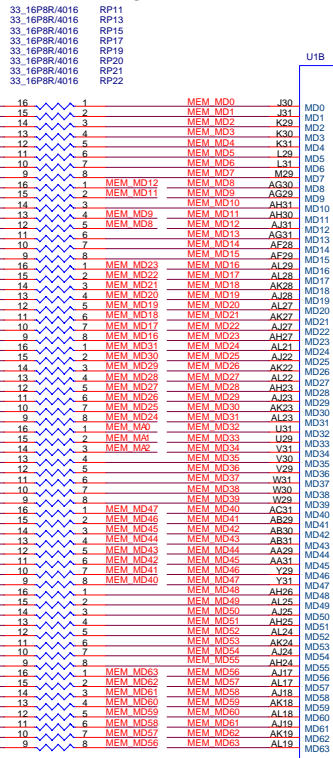 33_16P8R/4016 RP11
33_16P8R/4016 RP13
33_16P8R/4016 RP15
33_16P8R/4016 RP17
33_16P8R/4016 RP19
33_16P8R/4016 RP20
33_16P8R/4016 RP21
33_16P8R/4016 RP22
U1B
16 1 MEM_MD0 J30 MD0
15 2 MEM_MD1 J31 MD1
14 3 MEM_MD2 K29 MD2
13 4 MEM_MD3 K30 MD3
12 5 MEM_MD4 K31 MD4
11 6 MEM_MD5 L29 MD5
10 7 MEM_MD6 L31 MD6
9 8 MEM_MD7 M29 MD7
16 1 MEM_MD12 MEM_MD8 AG30 MD8
15 2 MEM_MD11 MEM_MD9 AG29 MD9
14 3 MEM_MD10 AH31 MD10
13 4 MEM_MD9 MEM_MD11 AH30 MD11
12 5 MEM_MD8 MEM_MD12 AJ31 MD12
11 6 MEM_MD13 AG31 MD13
10 7 MEM_MD14 AF28 MD14
9 8 MEM_MD15 AF29 MD15
16 1 MEM_MD23 MEM_MD16 AL29 MD16
15 2 MEM_MD22 MEM_MD17 AL28 MD17
14 3 MEM_MD21 MEM_MD18 AK28 MD18
13 4 MEM_MD20 MEM_MD19 AJ28 MD19
12 5 MEM_MD19 MEM_MD20 AL27 MD20
11 6 MEM_MD18 MEM_MD21 AK27 MD21
10 7 MEM_MD17 MEM_MD22 AJ27 MD22
9 8 MEM_MD16 MEM_MD23 AH27 MD23
16 1 MEM_MD31 MEM_MD24 AL21 MD24
15 2 MEM_MD30 MEM_MD25 AJ22 MD25
14 3 MEM_MD29 MEM_MD26 AK22 MD26
13 4 MEM_MD28 MEM_MD27 AL22 MD27
12 5 MEM_MD27 MEM_MD28 AH23 MD28
11 6 MEM_MD26 MEM_MD29 AJ23 MD29
10 7 MEM_MD25 MEM_MD30 AK23 MD30
9 8 MEM_MD24 MEM_MD31 AL23 MD31
16 1 MEM_MA0 MEM_MD32 U31 MD32
15 2 MEM_MA1 MEM_MD33 U29 MD33
14 3 MEM_MA2 MEM_MD34 V31 MD34
13 4 MEM_MD35 V30 MD35
12 5 MEM_MD36 V29 MD36
11 6 MEM_MD37 W31 MD37
10 7 MEM_MD38 W30 MD38
9 8 MEM_MD39 W29 MD39
16 1 MEM_MD47 MEM_MD40 AC31 MD40
15 2 MEM_MD46 MEM_MD41 AB29 MD41
14 3 MEM_MD45 MEM_MD42 AB30 MD42
13 4 MEM_MD44 MEM_MD43 AB31 MD43
12 5 MEM_MD43 MEM_MD44 AA29 MD44
11 6 MEM_MD42 MEM_MD45 AA31 MD45
10 7 MEM_MD41 MEM_MD46 Y29 MD46
9 8 MEM_MD40 MEM_MD47 Y31 MD47
16 1 MEM_MD48 AH26 MD48
15 2 MEM_MD49 AL25 MD49
14 3 MEM_MD50 AJ25 MD50
13 4 MEM_MD51 AH25 MD51
12 5 MEM_MD52 AL24 MD52
11 6 MEM_MD53 AK24 MD53
10 7 MEM_MD54 AJ24 MD54
9 8 MEM_MD55 AH24 MD55
16 1 MEM_MD63 MEM_MD56 AJ17 MD56
15 2 MEM_MD62 MEM_MD57 AL17 MD57
14 3 MEM_MD61 MEM_MD58 AJ18 MD58
13 4 MEM_MD60 MEM_MD59 AK18 MD59
12 5 MEM_MD59 MEM_MD60 AL18 MD60
11 6 MEM_MD58 MEM_MD61 AJ19 MD61
10 7 MEM_MD57 MEM_MD62 AK19 MD62
9 8 MEM_MD56 MEM_MD63 AL19 MD63